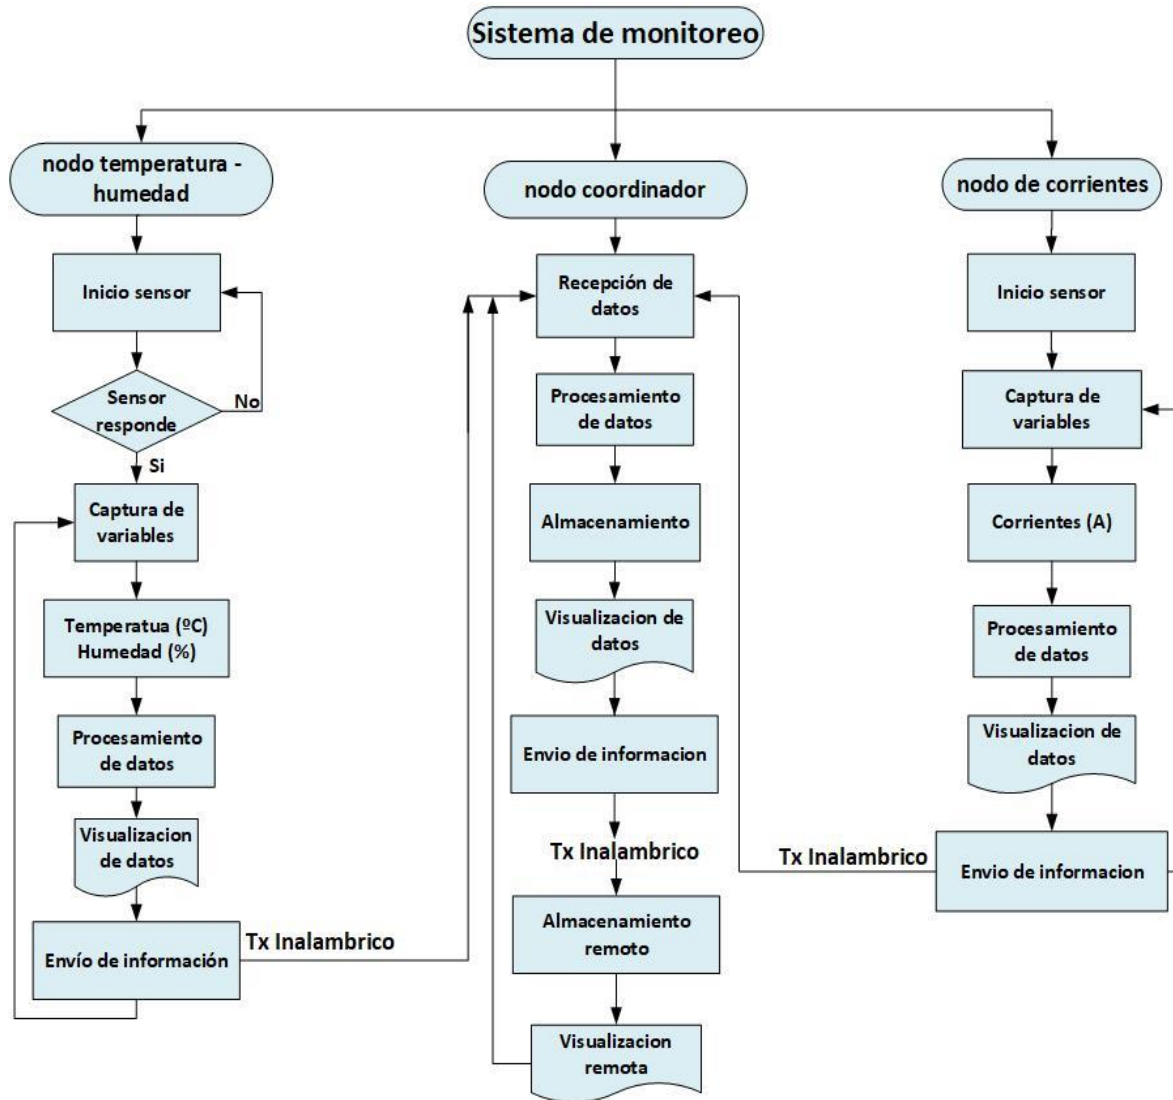 Sistema de monitoreo
nodo temperatura -
humedad
Inicio sensor
Sensor
responde
No
Si
Captura de
variables
Temperatua (ºC)
Humedad (%)
Procesamiento
de datos
Visualizacion
de datos
Envío de información
Tx Inalambrico
nodo coordinador
Recepción de
datos
Procesamiento
de datos
Almacenamiento
Visualizacion de
datos
Envio de informacion
Tx Inalambrico
Almacenamiento
remoto
Visualizacion
remota
nodo de corrientes
Inicio sensor
Captura de
variables
Corrientes (A)
Procesamiento
de datos
Visualizacion de
datos
Envio de informacion
Tx Inalambrico